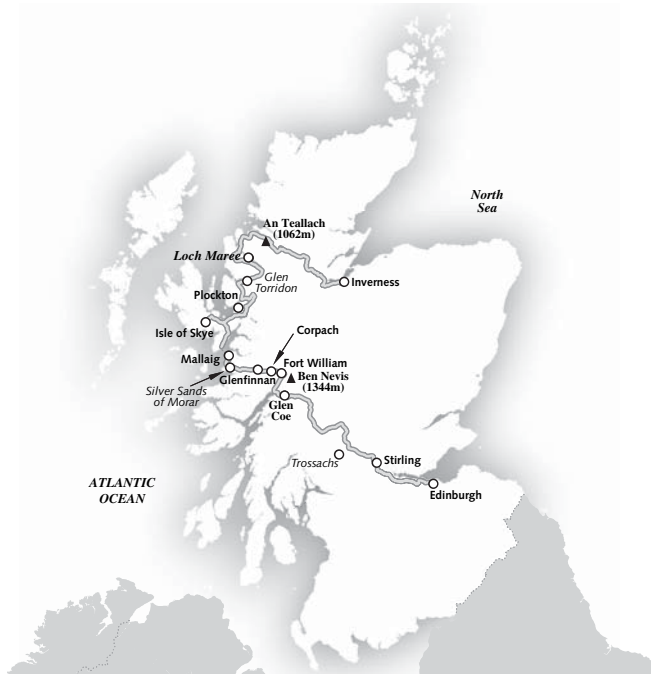 North
Sea
An Teallach
(1062m)
Loch Maree
Glen
Torridon
Inverness
Plockton
Isle of Skye
Corpach
Mallaig
Fort William
Glenfinnan
Ben Nevis
(1344m)
Silver Sands
of Morar
Glen
Coe
Trossachs
Stirling
ATLANTIC
OCEAN
Edinburgh